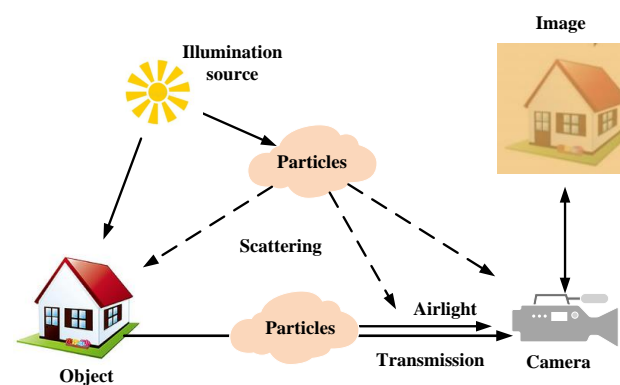 Image
Illumination
source
Particles
Scattering
Airlight
Particles
Transmission
Camera
Object